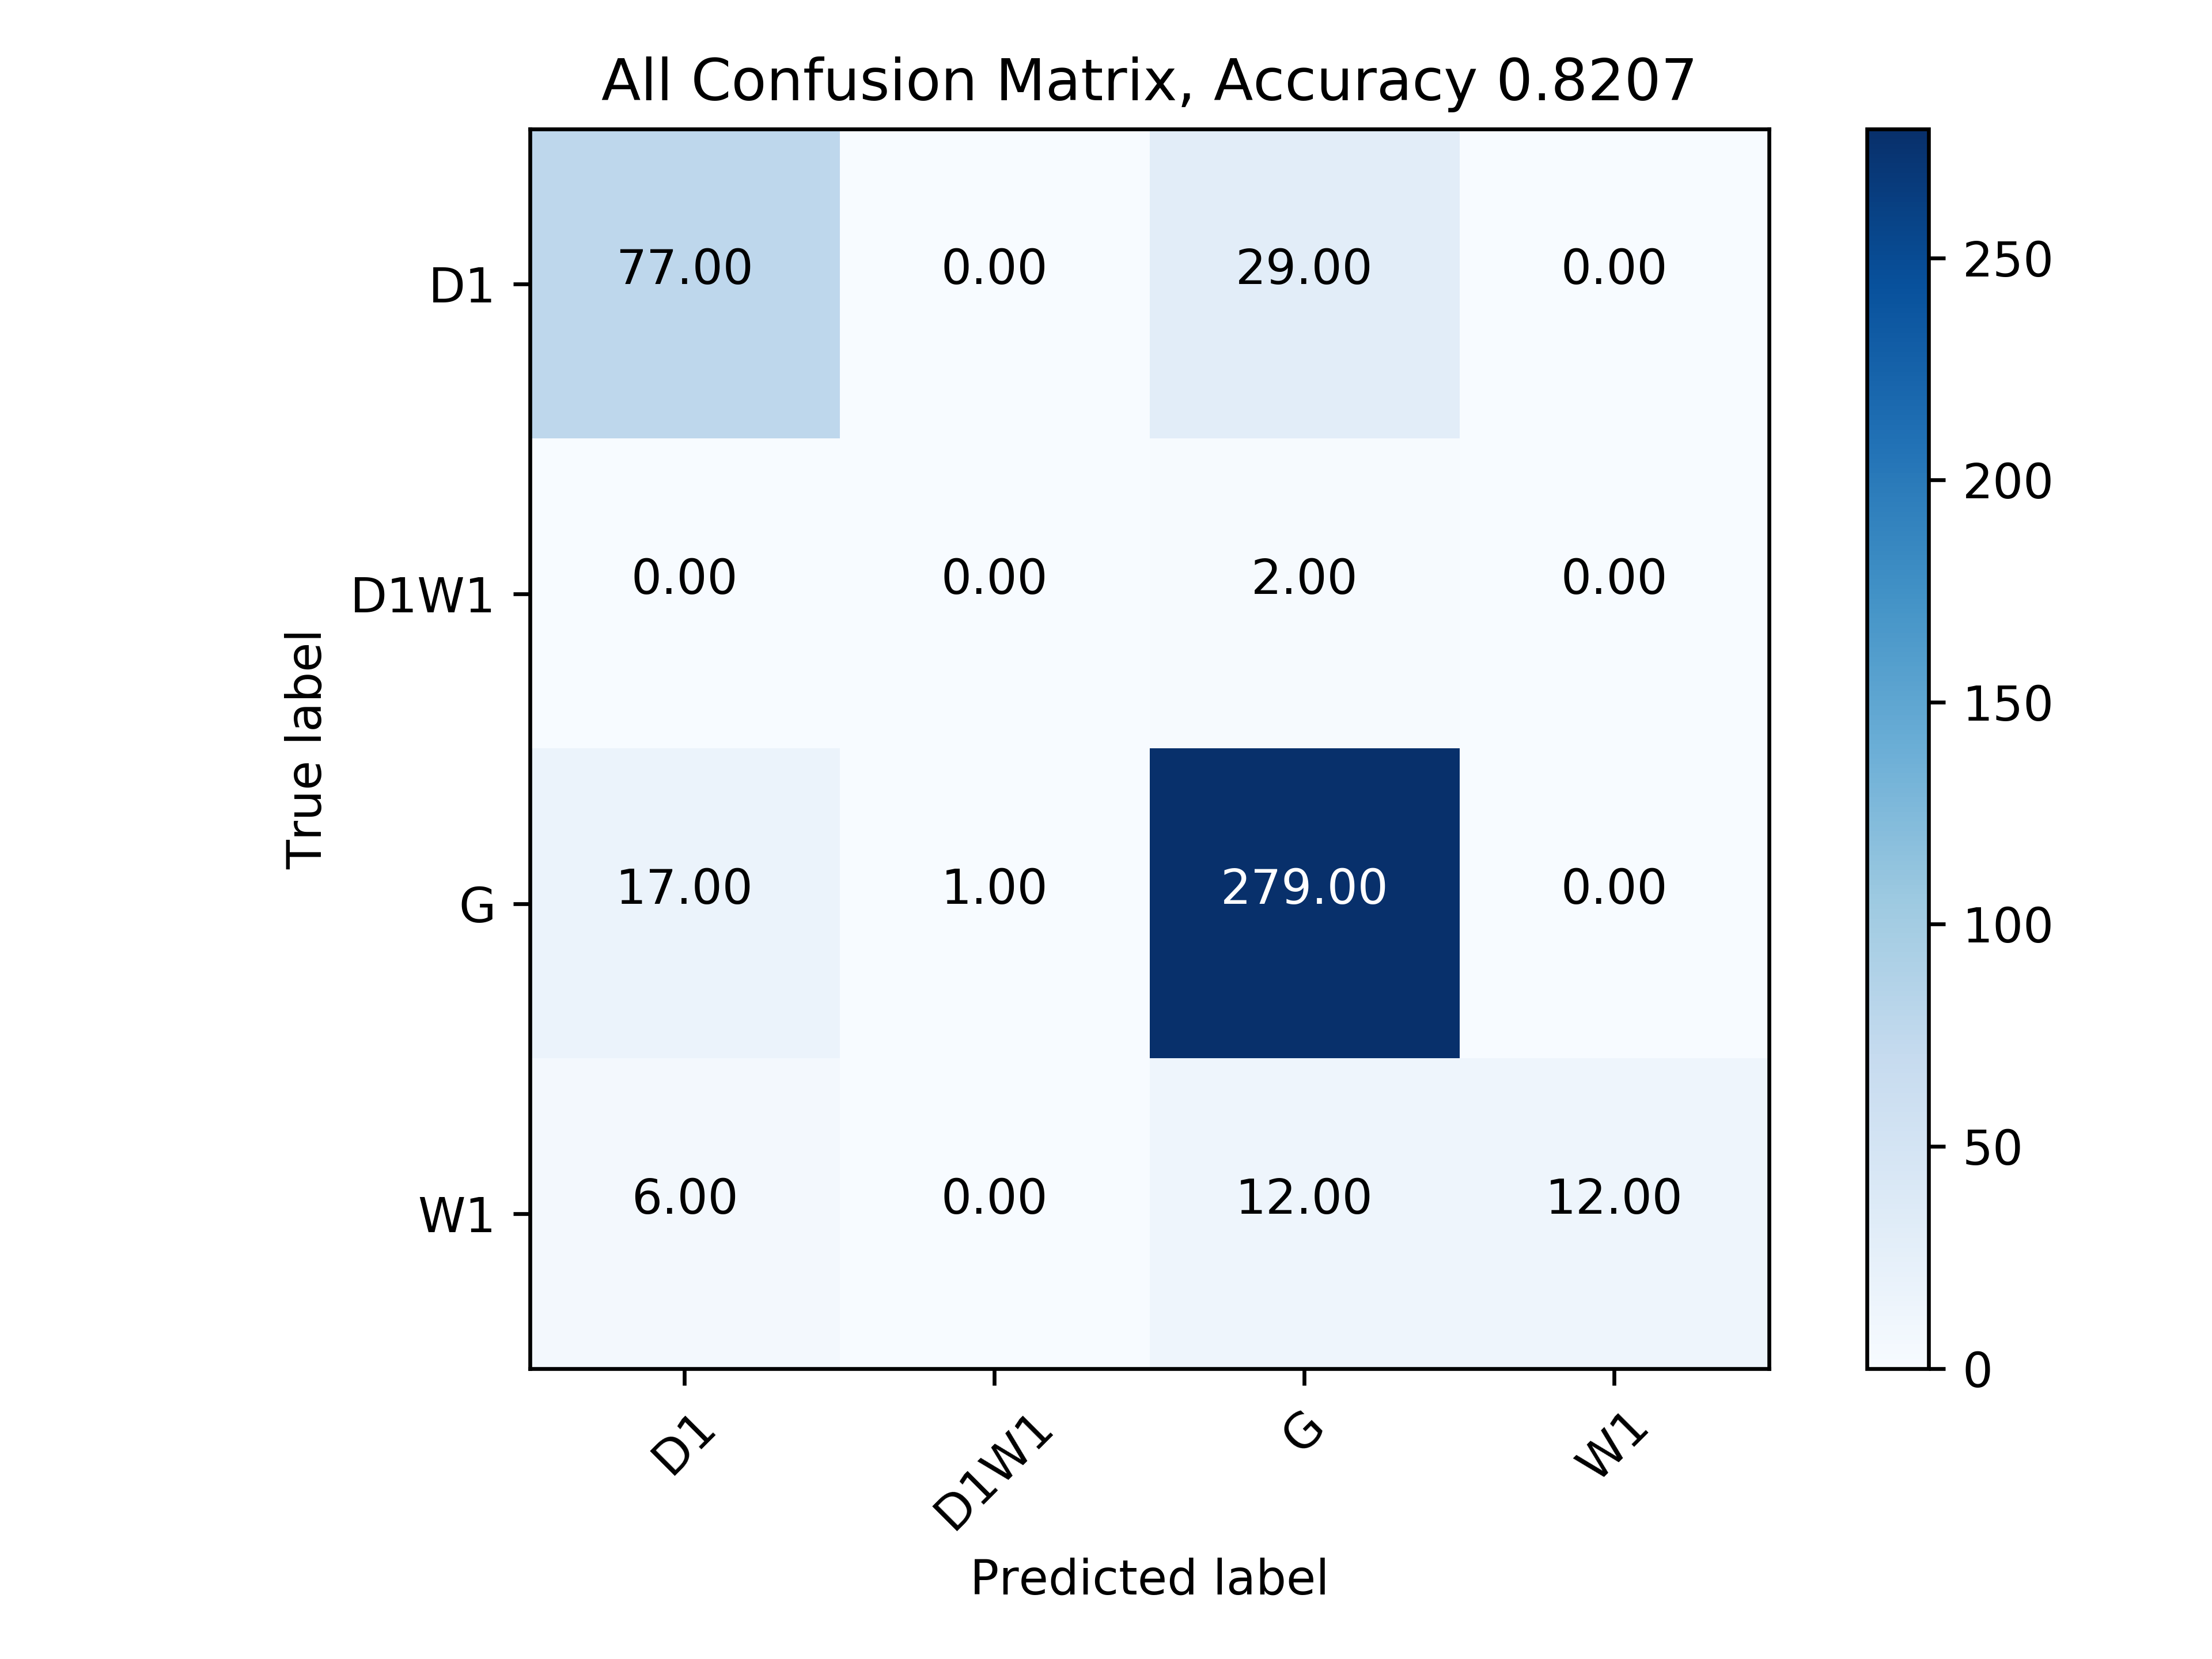 All Confusion Matrix, Accuracy 0.8207
D1 77.00 0.00 29.00 0.00
D1W1 0.00 0.00 2.00 0.00
G 17.00 1.00 279.00 0.00
W1 6.00 0.00 12.00 12.00
True label
D1 D1W1 G W1
Predicted label
250
200
150
100
50
0